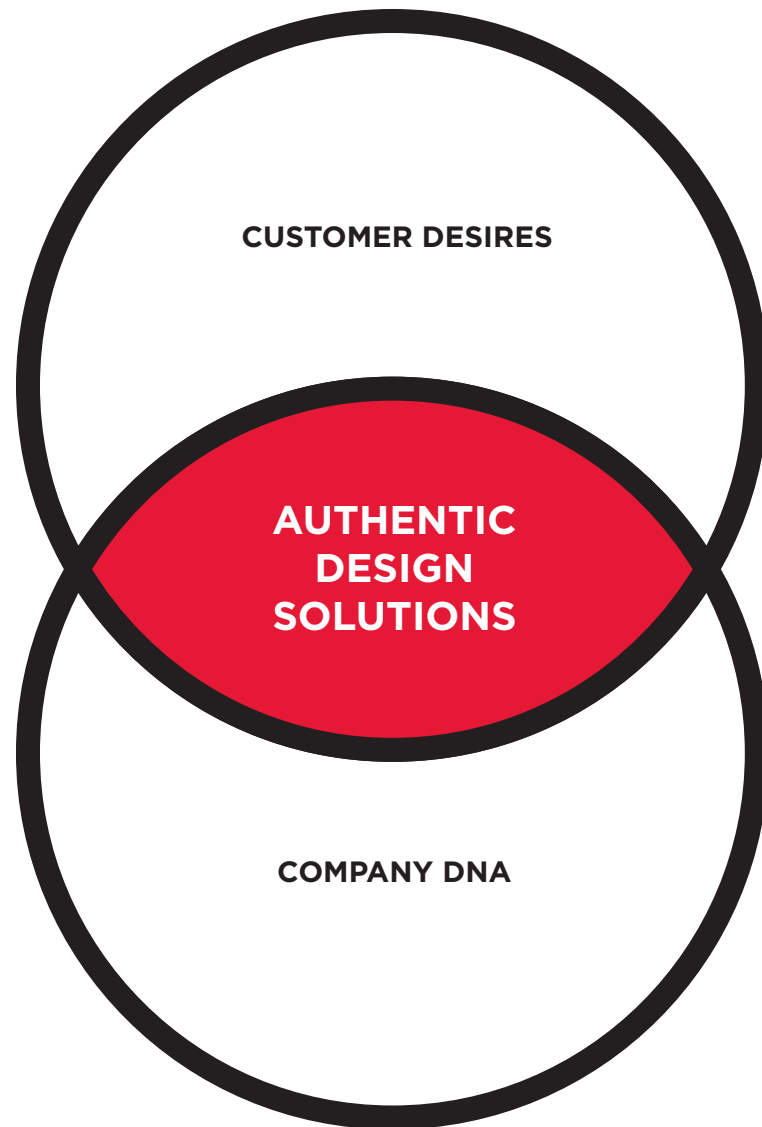 CUSTOMER DESIRES
AUTHENTIC
DESIGN
SOLUTIONS
COMPANY DNA